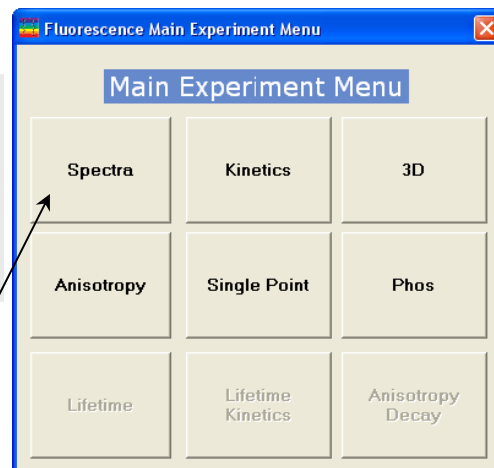 Fluorescence Main Experiment Menu
Main Experiment Menu
Spectra
Kinetics
3D
Anisotropy
Single Point
Phos
Lifetime
Lifetime
Kinetics
Anisotropy
Decay